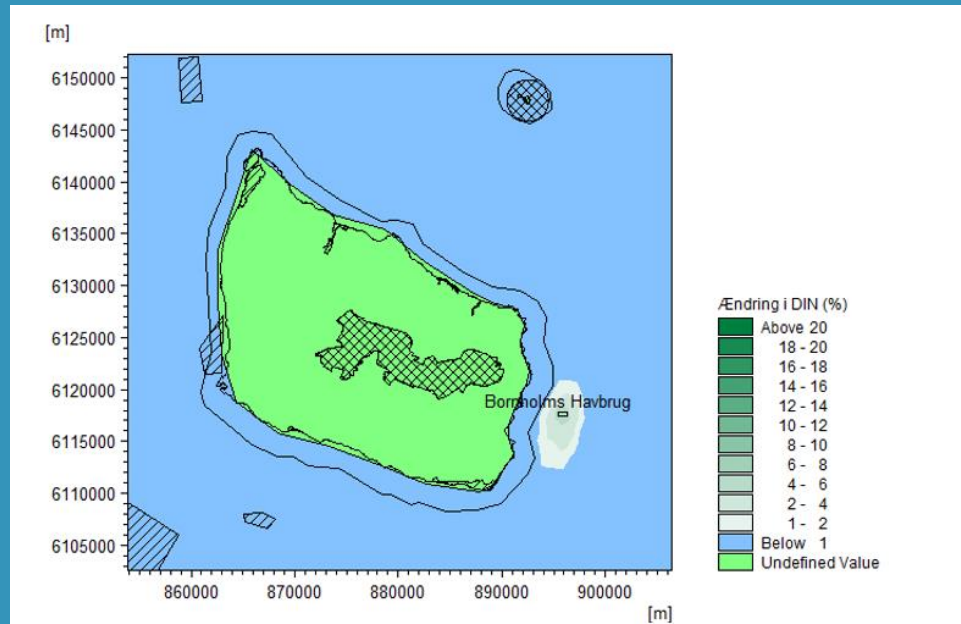 [m]
6150000
6145000
6140000
6135000
6130000
6125000
6120000
6115000
6110000
6105000
860000 870000 880000 890000 900000
[m]
Bornholms Havbrug
Ændring i DIN (%)
Above 20
18 - 20
16 - 18
14 - 16
12 - 14
10 - 12
8 - 10
6 - 8
4 - 6
2 - 4
1 - 2
Below 1
Undefined Value